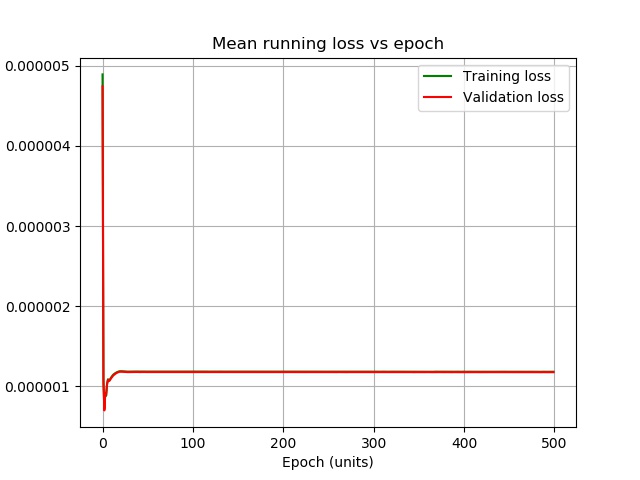 Mean running loss vs epoch
0.000005
0.000004
0.000003
0.000002
0.000001
Training loss
Validation loss
0 100 200 300 400 500
Epoch (units)